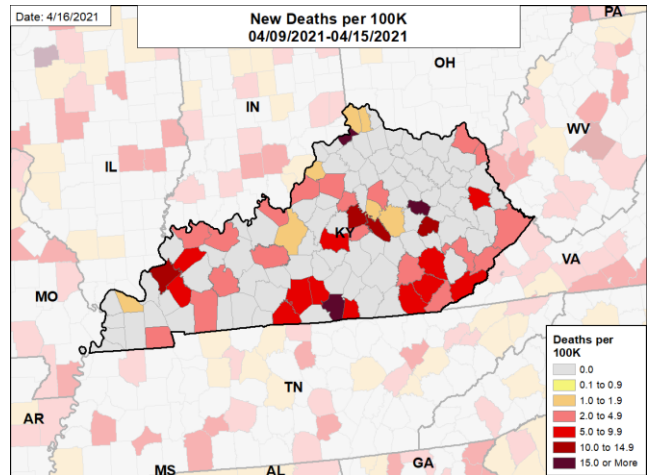 Date: 4/16/2021
New Deaths per 100K
04/09/2021-04/15/2021
PA
OH
IN
WV
IL
KY
VA
MO
TN
AR
MS
AL
GA
Deaths per
100K
0.0
0.1 to 0.9
1.0 to 1.9
2.0 to 4.9
5.0 to 9.9
10.0 to 14.9
15.0 or More